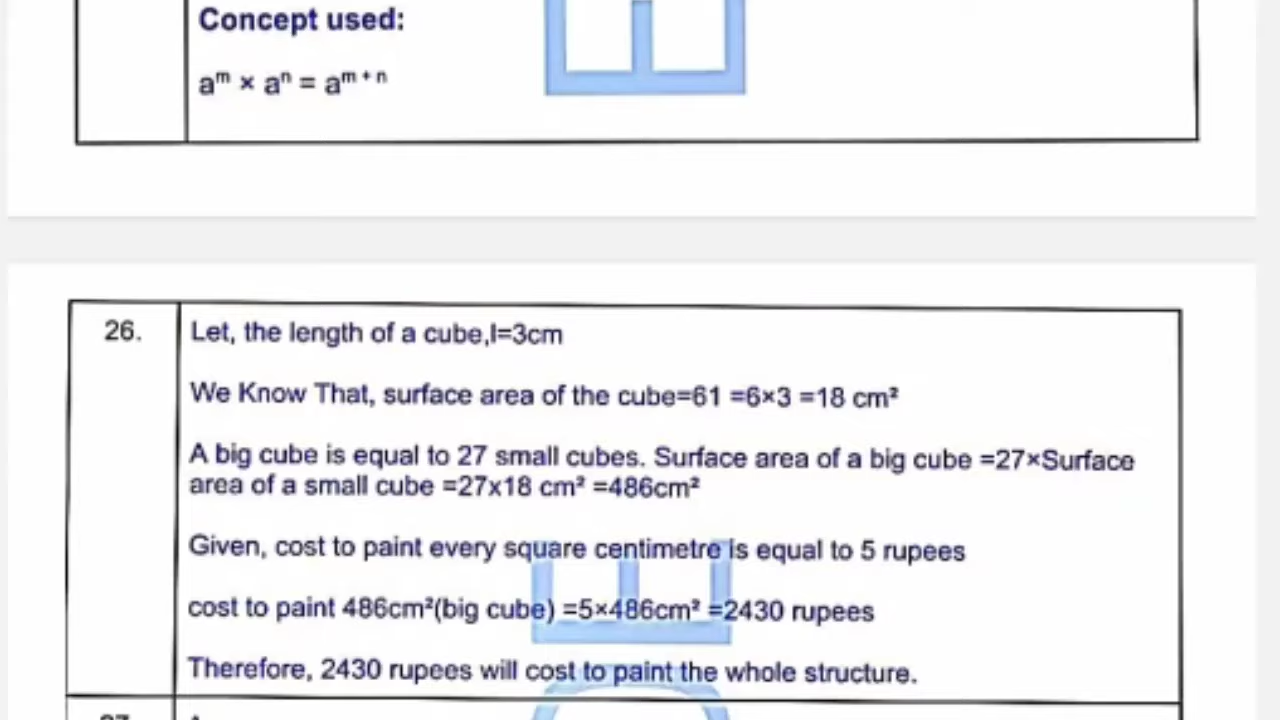 Concept used:
aᵐ × aⁿ = aᵐ⁺ⁿ
26.
Let, the length of a cube,l=3cm
We Know That, surface area of the cube=61 =6×3 =18 cm²
A big cube is equal to 27 small cubes. Surface area of a big cube =27×Surface
area of a small cube =27x18 cm² =486cm²
Given, cost to paint every square centimetre is equal to 5 rupees
cost to paint 486cm²(big cube) =5×486cm² =2430 rupees
Therefore, 2430 rupees will cost to paint the whole structure.